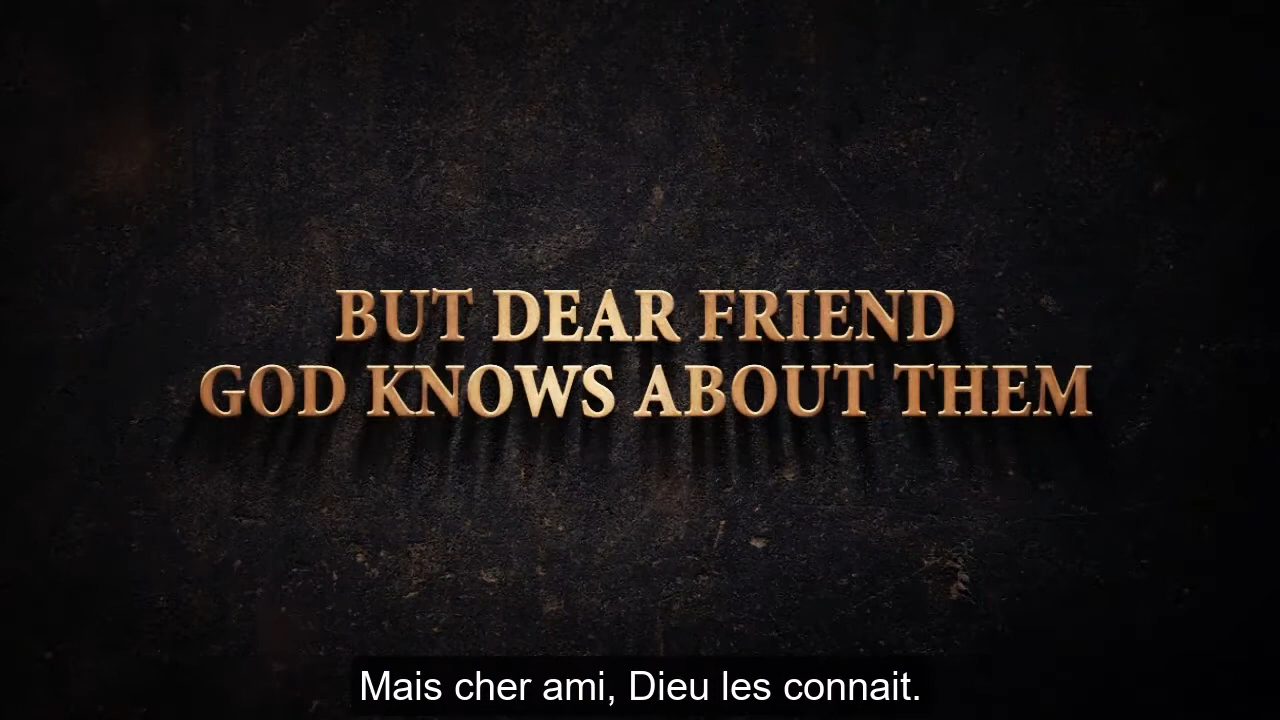 BUT DEAR FRIEND
GOD KNOWS ABOUT THEM
Mais cher ami, Dieu les connait.